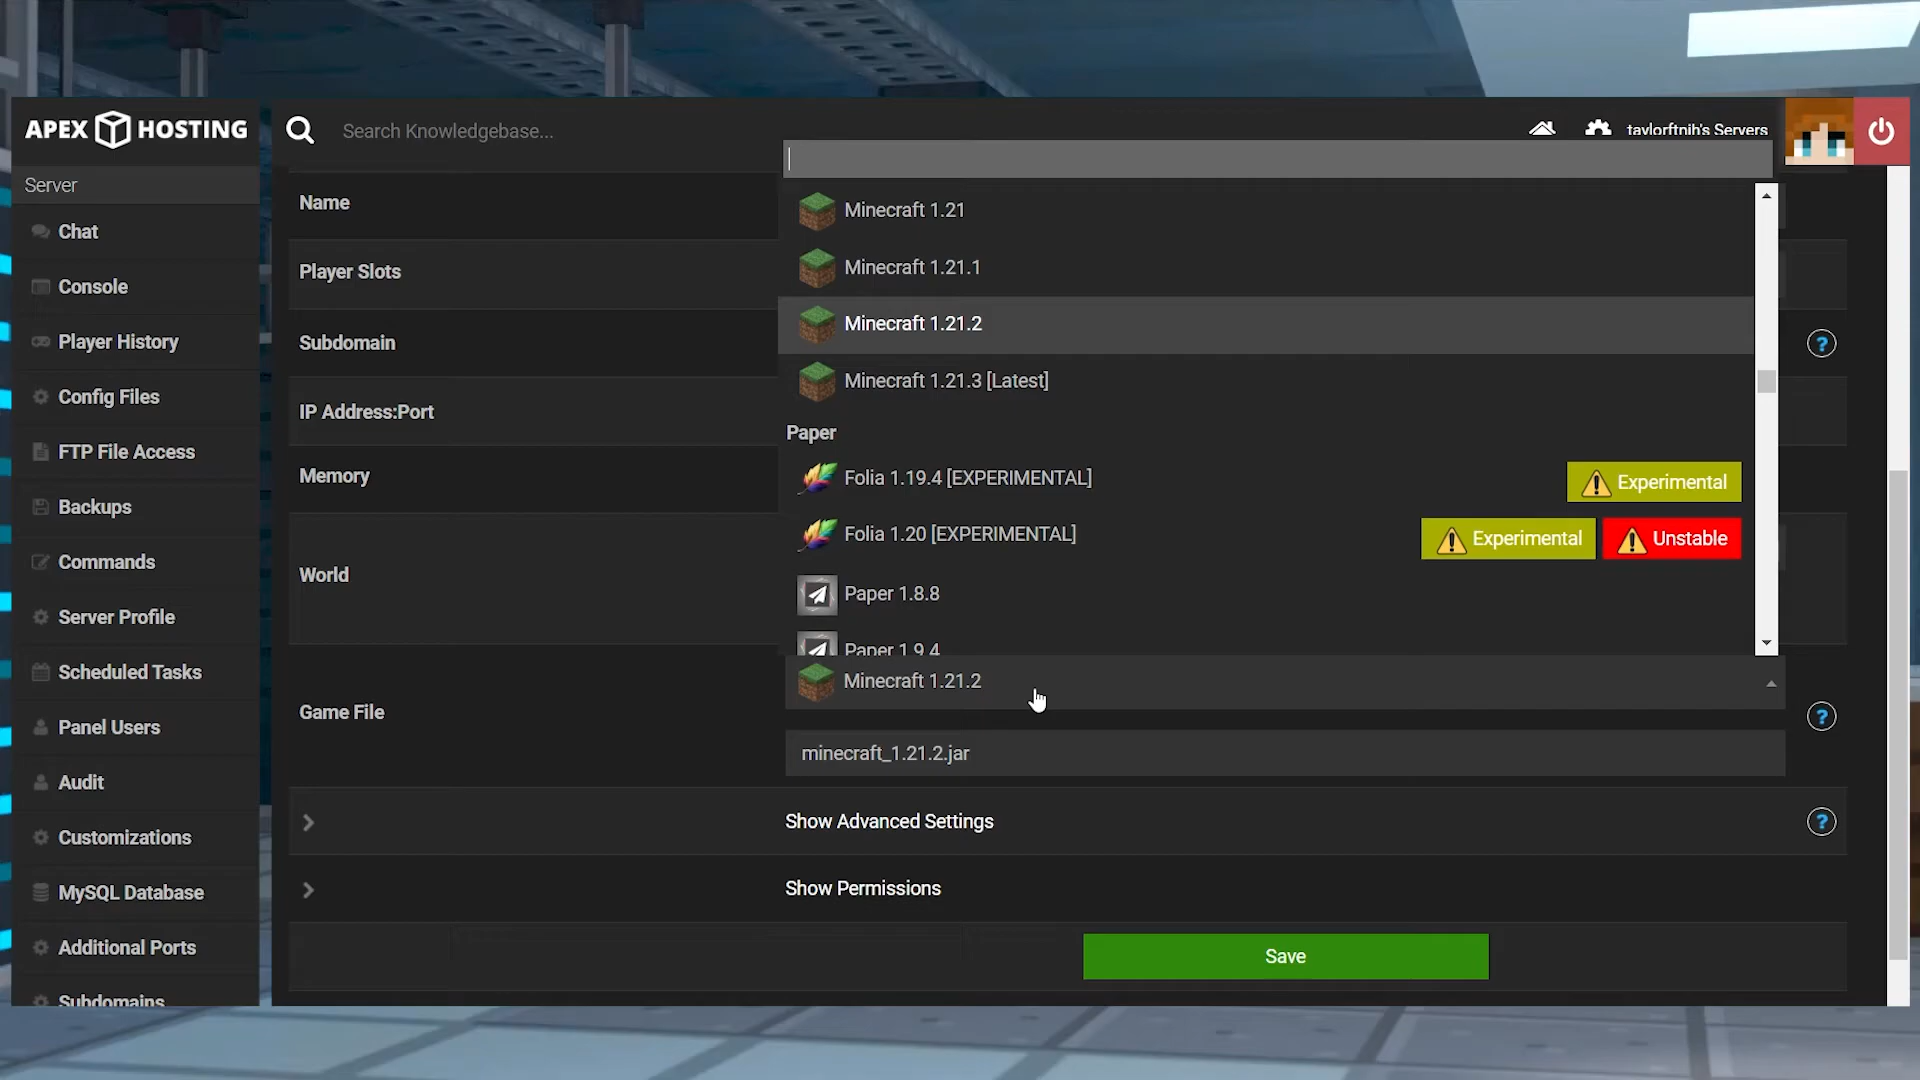 APEX HOSTING
Search Knowledgebase...
taylorftnjh's Servers
Server
Chat
Console
Player History
Config Files
FTP File Access
Backups
Commands
Server Profile
Scheduled Tasks
Panel Users
Audit
Customizations
MySQL Database
Additional Ports
Subdomains
Name
Player Slots
Subdomain
IP Address:Port
Memory
World
Game File
Minecraft 1.21
Minecraft 1.21.1
Minecraft 1.21.2
Minecraft 1.21.3 [Latest]
Paper
Folia 1.19.4 [EXPERIMENTAL]
Experimental
Folia 1.20 [EXPERIMENTAL]
Experimental
Unstable
Paper 1.8.8
Paper 1.9.4
Minecraft 1.21.2
minecraft_1.21.2.jar
Show Advanced Settings
Show Permissions
Save